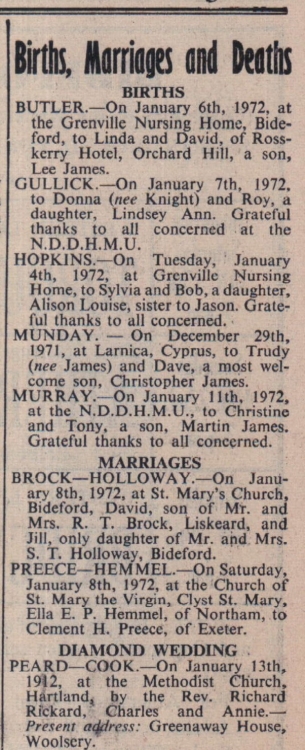 Births, Marriages and Deaths
BIRTHS
BUTLER.—On January 6th, 1972, at
the Grenville Nursing Home, Bide-
ford, to Linda and David, of Ross-
kerry Hotel, Orchard Hill, a son,
Lee James.
GULLICK.—On January 7th, 1972,
to Donna (nee Knight) and Roy, a
daughter, Lindsey Ann. Grateful
thanks to all concerned at the
N.D.D.H.M.U.
HOPKINS.—On Tuesday, January
4th, 1972, at Grenville Nursing
Home, to Sylvia and Bob, a daughter,
Alison Louise, sister to Jason. Grate-
ful thanks to all concerned.
MUNDAY. — On December 29th,
1971, at Larnica, Cyprus, to Trudy
(nee James) and Dave, a most wel-
come son, Christopher James.
MURRAY.—On January 11th, 1972,
at the N.D.D.H.M.U., to Christine
and Tony, a son, Martin James.
Grateful thanks to all concerned.
MARRIAGES
BROCK—HOLLOWAY.—On Janu-
ary 8th, 1972, at St. Mary's Church,
Bideford, David, son of Mr. and
Mrs. R. T. Brock, Liskeard, and
Jill, only daughter of Mr. and Mrs.
S. T. Holloway, Bideford.
PREECE—HEMMEL.—On Saturday,
January 8th, 1972, at the Church of
St. Mary the Virgin, Clyst St. Mary,
Ella E. P. Hemmel, of Northam, to
Clement H. Preece, of Exeter.
DIAMOND WEDDING
PEARD—COOK.—On January 13th,
1912, at the Methodist Church,
Hartland, by the Rev. Richard
Rickard, Charles and Annie.—
Present address: Greenaway House,
Woolsery.